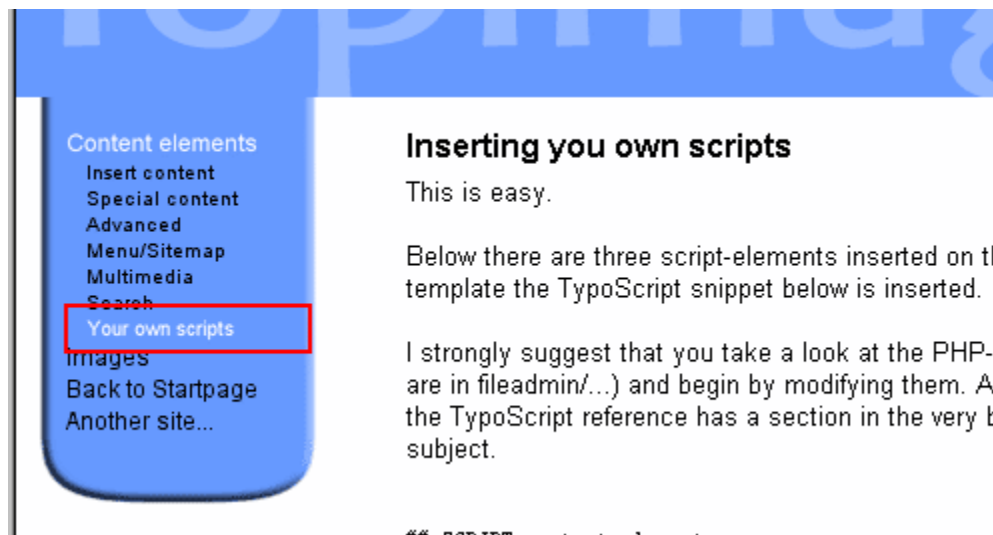 Content elements
Insert content
Special content
Advanced
Menu/Sitemap
Multimedia
Search
Your own scripts
Images
Back to Startpage
Another site...
Inserting you own scripts
This is easy.
Below there are three script-elements inserted on
template the TypoScript snippet below is inserted.
I strongly suggest that you take a look at the PHP-
are in fileadmin/...) and begin by modifying them. A
the TypoScript reference has a section in the very
subject.